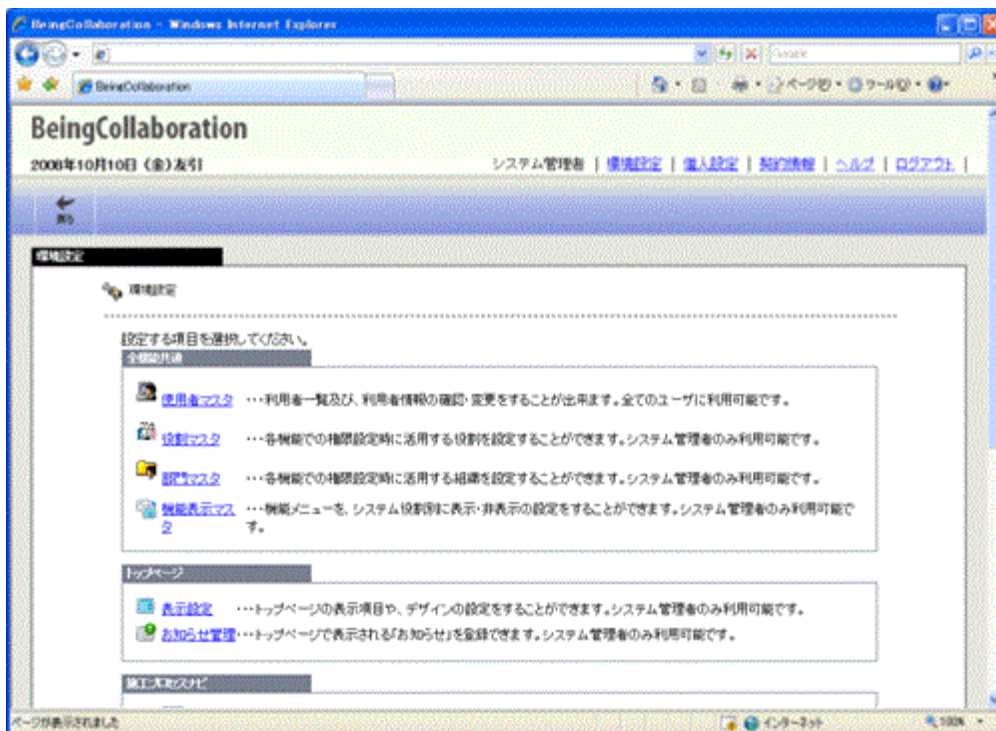 BeingCollaboration - Windows Internet Explorer
Google
BeingCollaboration
ページ(P)
ツール(O)
BeingCollaboration
2008年10月10日（金）友引
システム管理者 | 環境設定 | 個人設定 | 契約情報 | ヘルプ | ログアウト |
戻る
環境設定
環境設定
設定する項目を選択してください。
全機能共通
使用者マスタ ・・・利用者一覧及び、利用者情報の確認・変更をすることが出来ます。全てのユーザに利用可能です。
役割マスタ ・・・各機能での権限設定時に活用する役割を設定することができます。システム管理者のみ利用可能です。
部門マスタ ・・・各機能での権限設定時に活用する組織を設定することができます。システム管理者のみ利用可能です。
機能表示マス ・・・機能メニューを、システム役割別に表示・非表示の設定をすることができます。システム管理者のみ利用可能で
タ す。
トップページ
表示設定 ・・・トップページの表示項目や、デザインの設定をすることができます。システム管理者のみ利用可能です。
お知らせ管理・・・トップページで表示される「お知らせ」を登録できます。システム管理者のみ利用可能です。
ページが表示されました
インターネット
100%